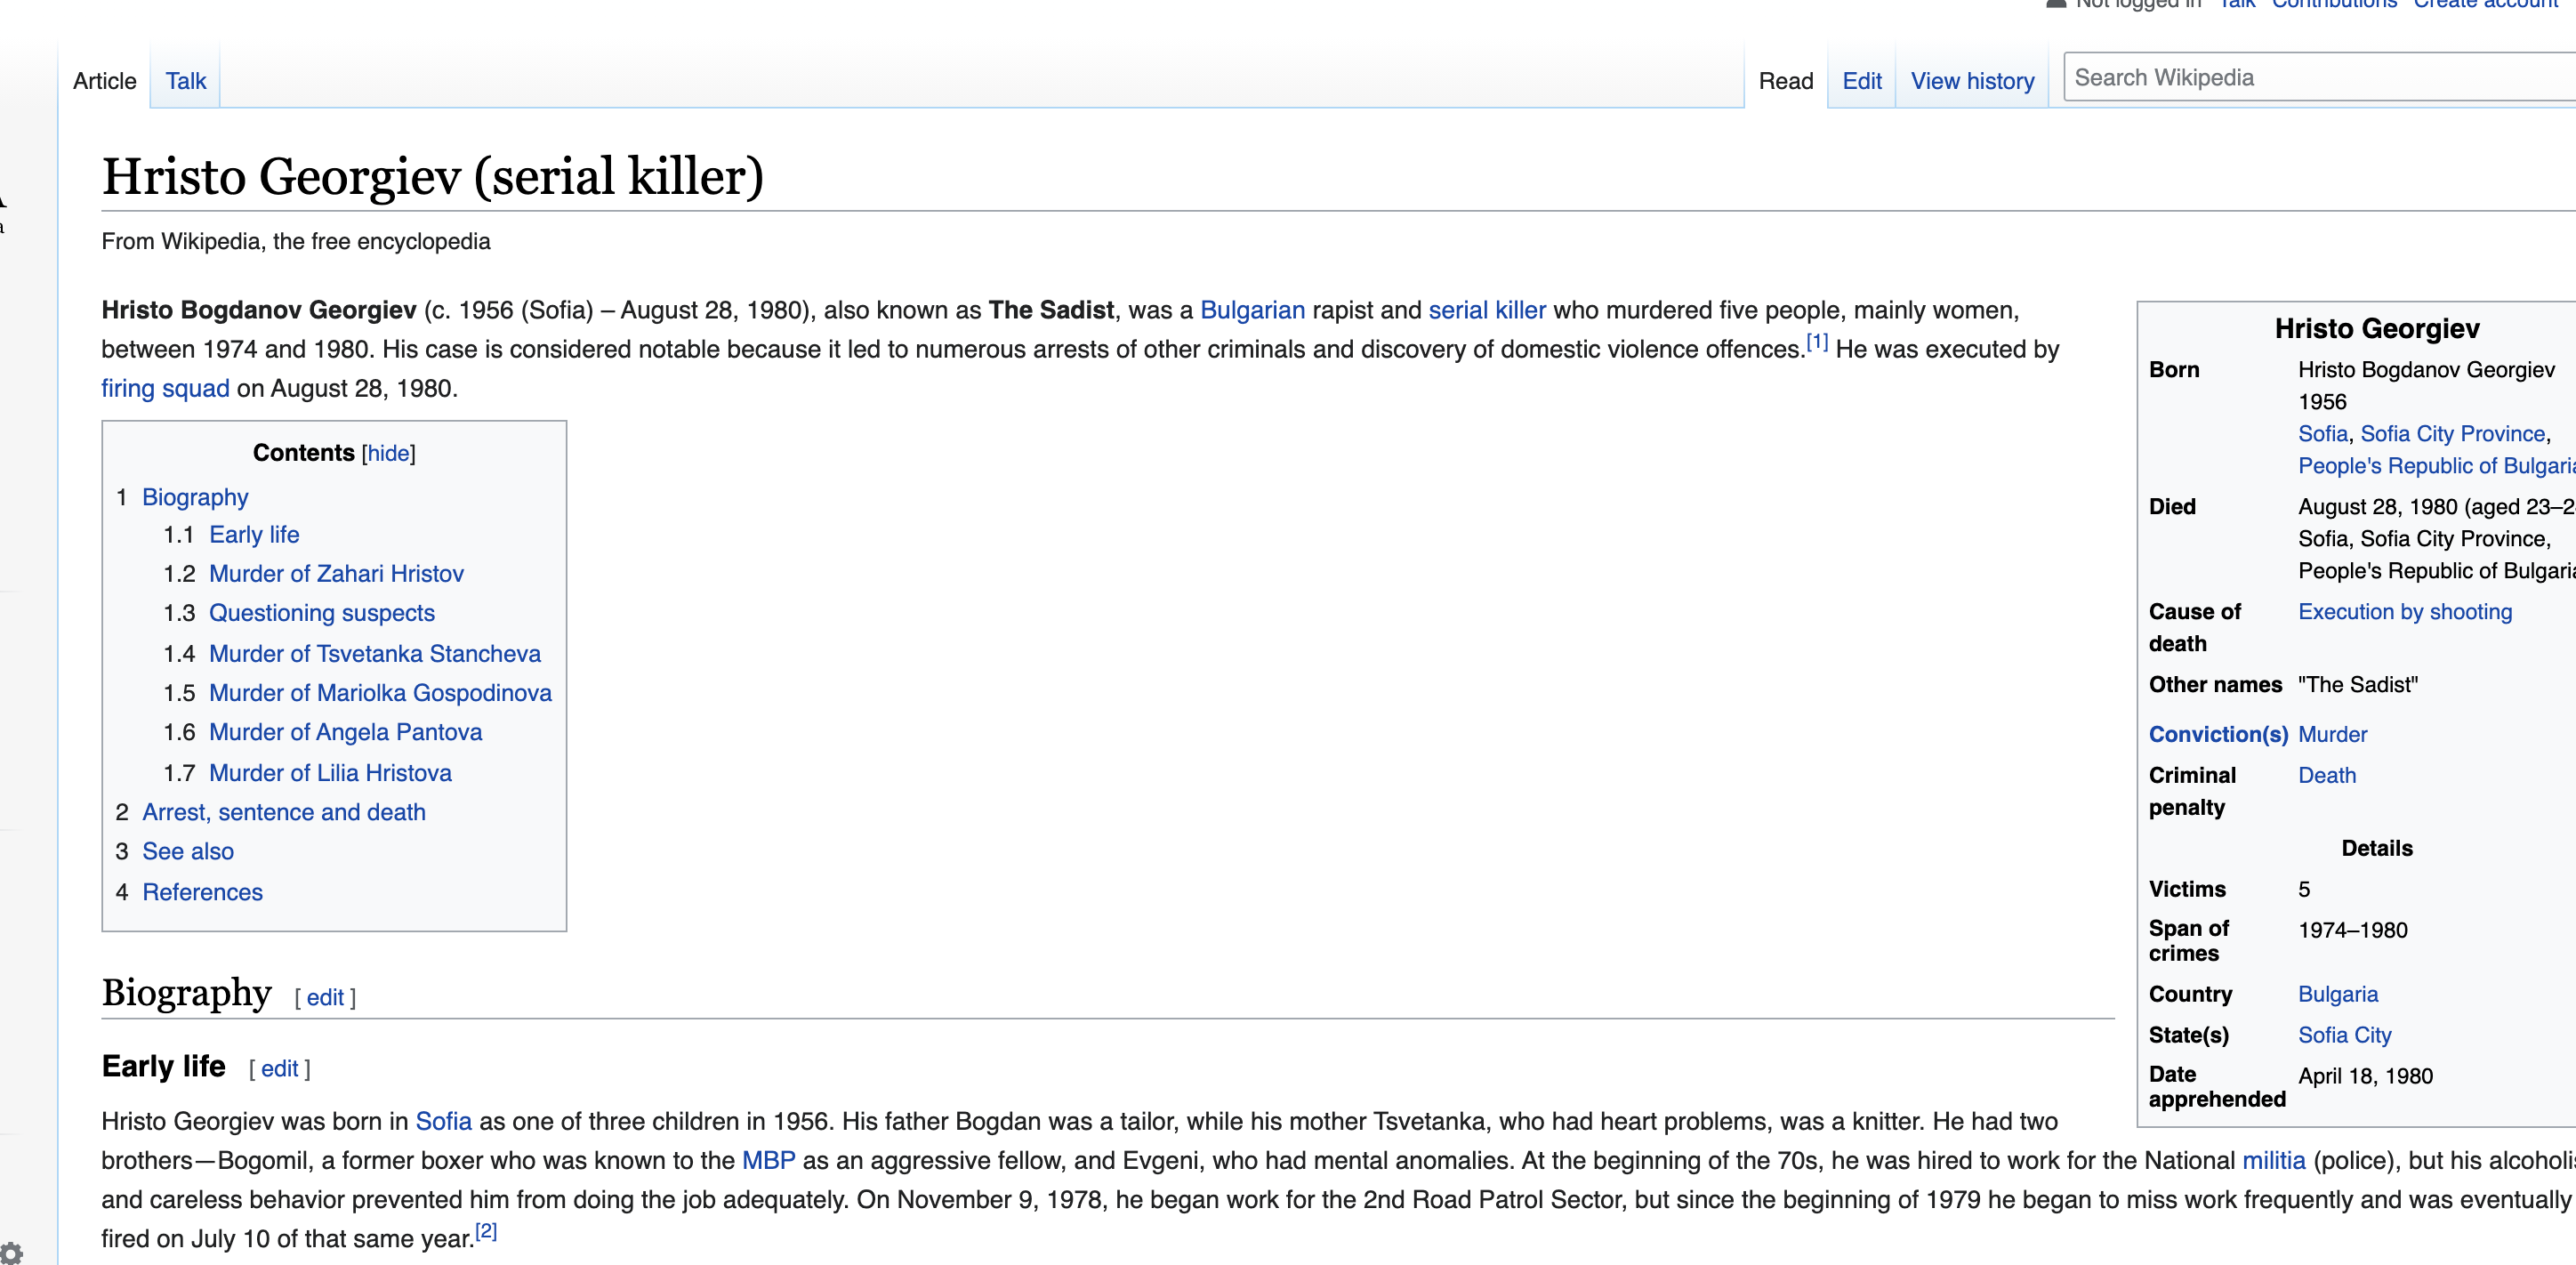 Not logged in Talk Contributions Create account
Article Talk Read Edit View history Search Wikipedia
Hristo Georgiev (serial killer)
From Wikipedia, the free encyclopedia
Hristo Bogdanov Georgiev (c. 1956 (Sofia) – August 28, 1980), also known as The Sadist, was a Bulgarian rapist and serial killer who murdered five people, mainly women,
between 1974 and 1980. His case is considered notable because it led to numerous arrests of other criminals and discovery of domestic violence offences.[1] He was executed by
firing squad on August 28, 1980.
Contents [hide]
1 Biography
1.1 Early life
1.2 Murder of Zahari Hristov
1.3 Questioning suspects
1.4 Murder of Tsvetanka Stancheva
1.5 Murder of Mariolka Gospodinova
1.6 Murder of Angela Pantova
1.7 Murder of Lilia Hristova
2 Arrest, sentence and death
3 See also
4 References
Hristo Georgiev
Born Hristo Bogdanov Georgiev
1956
Sofia, Sofia City Province,
People's Republic of
Died August 28, 1980 (aged
Sofia, Sofia City Province,
People's Republic of
Cause of death Execution by shooting
Other names "The Sadist"
Conviction(s) Murder
Criminal penalty Death
Details
Victims 5
Span of crimes 1974–1980
Country Bulgaria
State(s) Sofia City
Date apprehended April 18, 1980
Biography [ edit ]
Early life [ edit ]
Hristo Georgiev was born in Sofia as one of three children in 1956. His father Bogdan was a tailor, while his mother Tsvetanka, who had heart problems, was a knitter. He had two
brothers—Bogomil, a former boxer who was known to the MBP as an aggressive fellow, and Evgeni, who had mental anomalies. At the beginning of the 70s, he was hired to work for the National militia (police), but his
and careless behavior prevented him from doing the job adequately. On November 9, 1978, he began work for the 2nd Road Patrol Sector, but since the beginning of 1979 he began to miss work frequently and was eventually
fired on July 10 of that same year.[2]